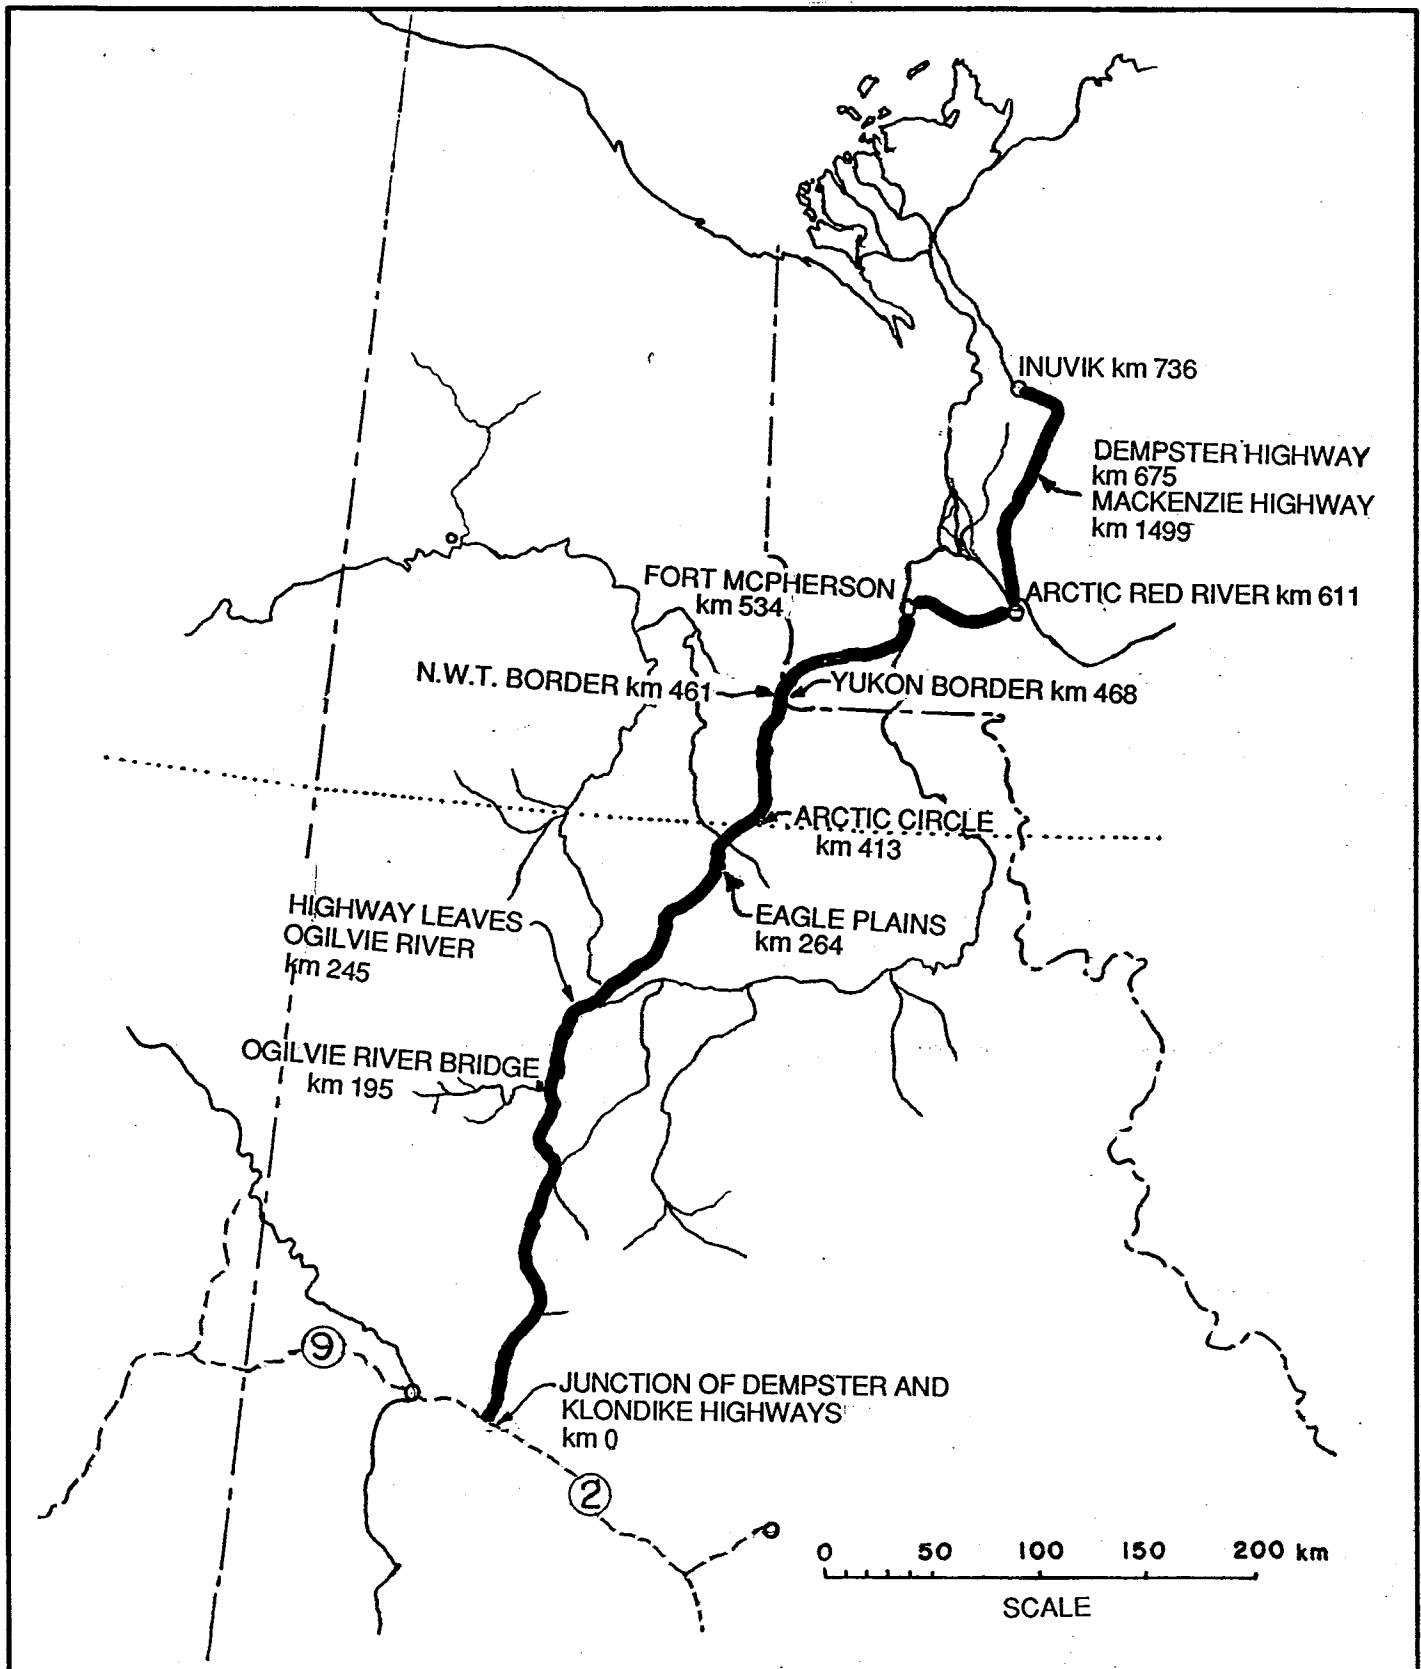 INUVIK km 736
DEMPSTER HIGHWAY
km 675
MACKENZIE HIGHWAY
km 1499
FORT MCPHERSON
km 534
ARCTIC RED RIVER km 611
N.W.T. BORDER km 461
YUKON BORDER km 468
ARCTIC CIRCLE
km 413
HIGHWAY LEAVES
OGILVIE RIVER
km 245
EAGLE PLAINS
km 264
OGILVIE RIVER BRIDGE
km 195
9
JUNCTION OF DEMPSTER AND
KLONDIKE HIGHWAYS
km 0
2
0 50 100 150 200 km
SCALE